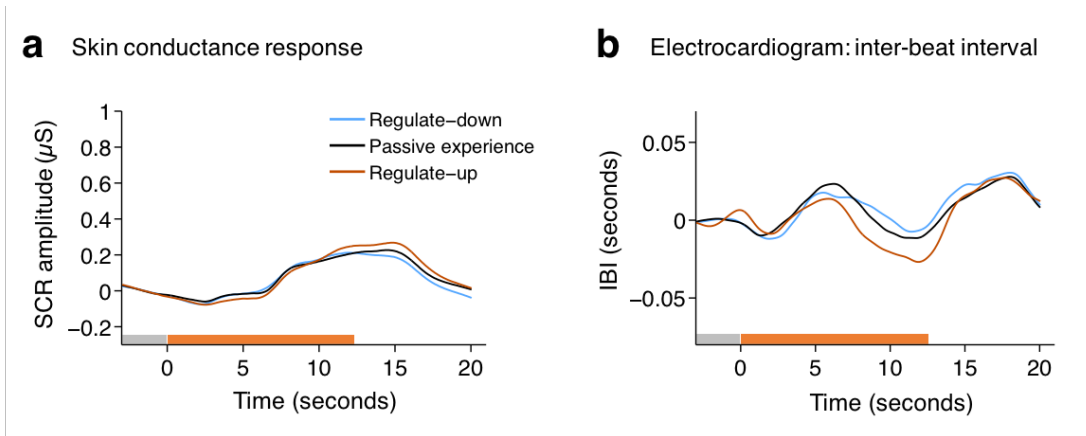 a Skin conductance response
SCR amplitude (µS)
1
0.8
0.6
0.4
0.2
0
−0.2
Regulate−down
Passive experience
Regulate−up
0 5 10 15 20
Time (seconds)
b Electrocardiogram: inter-beat interval
IBI (seconds)
0.05
0
−0.05
0 5 10 15 20
Time (seconds)